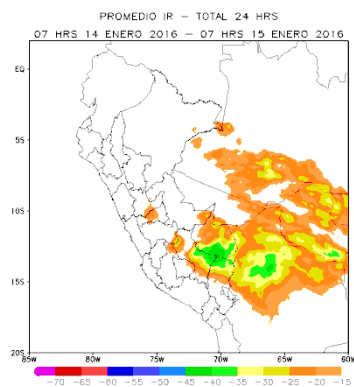 PROMEDIO IR – TOTAL 24 HRS
07 HRS 14 ENERO 2016 – 07 HRS 15 ENERO 2016
EQ
5S
10S
15S
20S
85W 80W 75W 70W 65W 60W
-70 -65 -60 -55 -50 -45 -40 -35 -30 -25 -20 -15